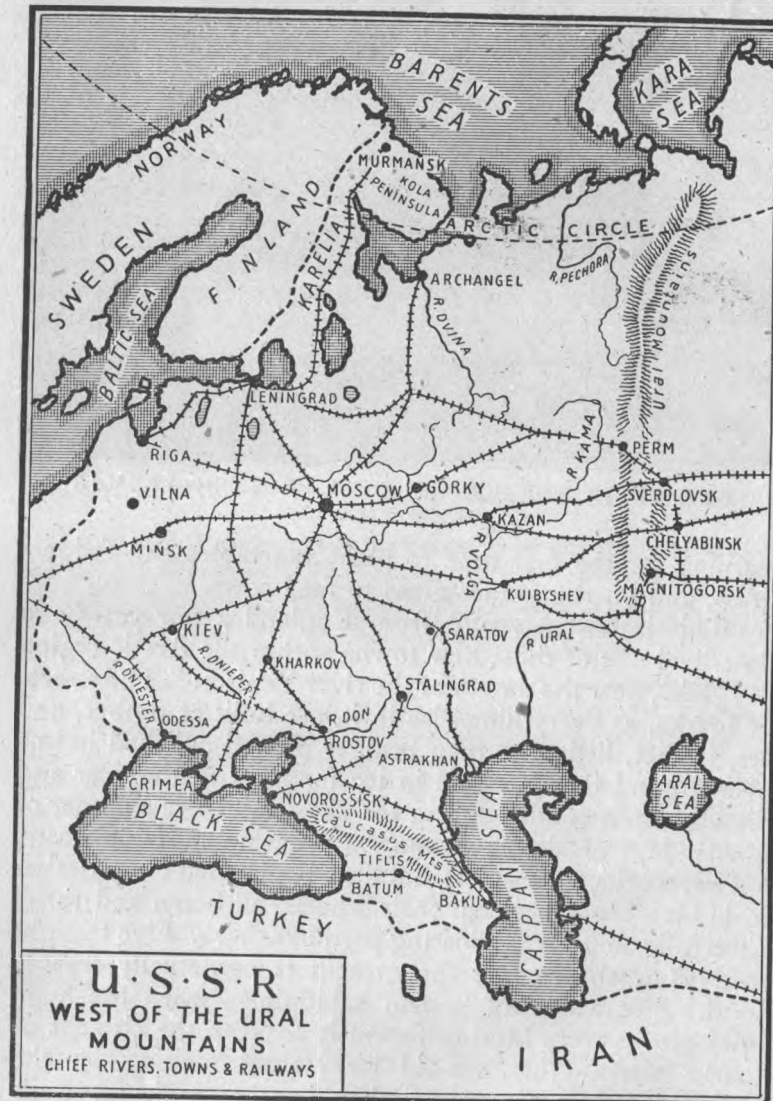 BARENTS
SEA
KARA
SEA
NORWAY
MURMANSK
KOLA
PENINSULA
SWEDEN
FINLAND
KARELIA
ARCTIC CIRCLE
R. PECHORA
ARCHANGEL
R. DVINA
Ural Mountains
BALTIC SEA
LENINGRAD
RIGA
R. KAMA
PERM
VILNA
MOSCOW
GORKY
SVERDLOVSK
MINSK
KAZAN
CHELYABINSK
R. VOLGA
KUIBYSHEV
MAGNITOGORSK
KIEV
SARATOV
R. URAL
R. DNIESTER
R. DNIEPER
KHARKOV
STALINGRAD
ODESSA
R. DON
ROSTOV
ASTRAKHAN
CRIMEA
NOVOROSSISK
ARAL
SEA
BLACK SEA
Caucasus Mts
TIFLIS
BATUM
BAKU
CASPIAN SEA
TURKEY
IRAN
U·S·S·R
WEST OF THE URAL
MOUNTAINS
CHIEF RIVERS, TOWNS & RAILWAYS